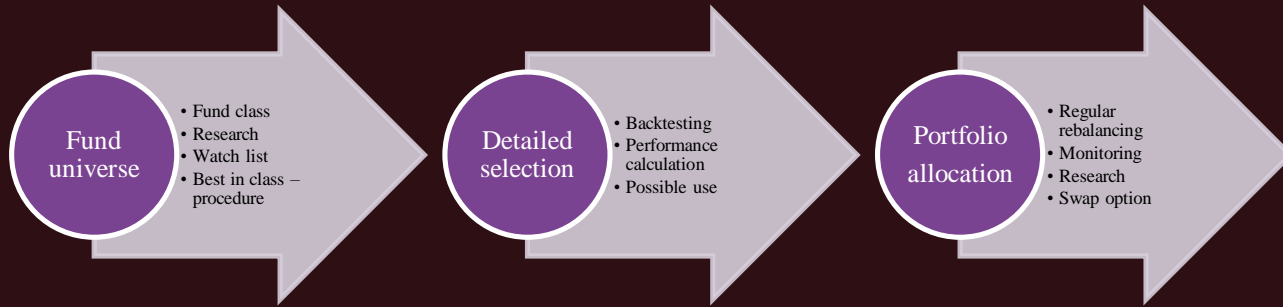 Fund
universe
• Fund class
• Research
• Watch list
• Best in class –
procedure
Detailed
selection
• Backtesting
• Performance
calculation
• Possible use
Portfolio
allocation
• Regular
rebalancing
• Monitoring
• Research
• Swap option